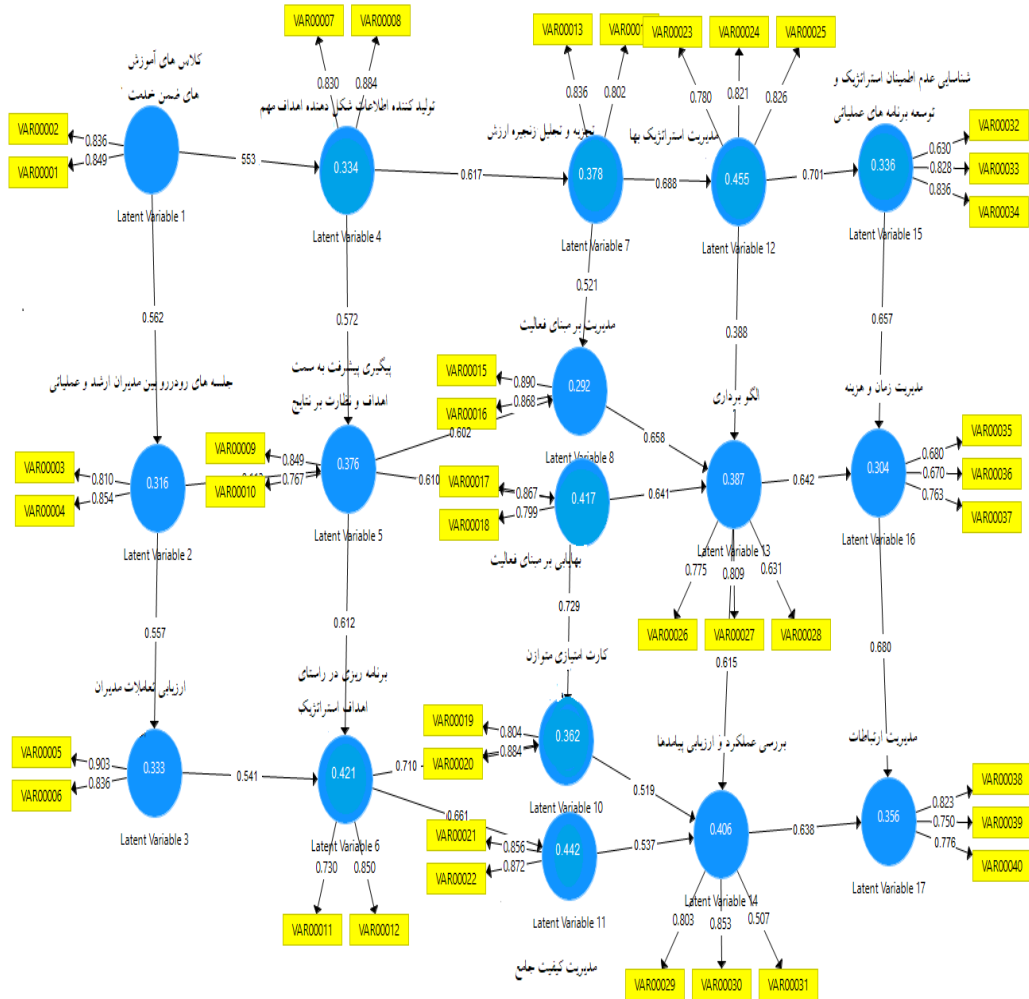 VAR00007
VAR00008
VAR00013
VAR0001
VAR00023
VAR00024
VAR00025
0.830
0.884
0.836
0.802
0.780
0.821
0.826
کلاس های آموزش
های ضمن خدمت
تولید کننده اطلاعات شکل دهنده اهداف مهم
تجزیه و تحلیل زنجیره ارزش
مدیریت استراتژیک بها
شناسایی عدم اطمینان استراتژیک و
توسعه برنامه های عملیاتی
VAR00002
VAR00001
0.836
0.849
553
0.334
0.617
0.378
0.688
0.455
0.701
0.336
0.630
0.828
0.836
VAR00032
VAR00033
VAR00034
Latent Variable 1
Latent Variable 4
Latent Variable 7
Latent Variable 12
Latent Variable 15
0.562
0.572
0.521
0.388
0.657
جلسه های رودررو بین مدیران ارشد و عملیاتی
پیگیری پیشرفت به سمت
اهداف و نظارت بر نتایج
مدیریت بر مبنای فعالیت
الگو برداری
مدیریت زمان و هزینه
VAR00015
VAR00016
0.890
0.868
0.292
0.602
Latent Variable 8
0.658
VAR00003
VAR00004
0.810
0.854
0.316
Latent Variable 2
VAR00009
VAR00010
0.849
0.767
0.376
Latent Variable 5
0.610
VAR00017
VAR00018
0.867
0.799
0.417
0.641
0.387
Latent Variable 13
0.642
0.304
Latent Variable 16
VAR00035
VAR00036
VAR00037
0.680
0.670
0.763
بهایابی بر مبنای فعالیت
0.775
0.809
0.631
VAR00026
VAR00027
VAR00028
0.557
0.612
0.729
0.615
0.680
ارزیابی تعاملات مدیران
برنامه ریزی در راستای
اهداف استراتژیک
کارت امتیازی متوازن
بررسی عملکرد و ارزیابی پیامدها
مدیریت ارتباطات
VAR00005
VAR00006
0.903
0.836
0.333
Latent Variable 3
0.541
0.421
Latent Variable 6
0.710
0.661
VAR00019
VAR00020
0.804
0.884
0.362
Latent Variable 10
0.519
VAR00021
VAR00022
0.856
0.872
0.442
Latent Variable 11
0.537
0.406
Latent Variable 14
0.638
0.356
Latent Variable 17
VAR00038
VAR00039
VAR00040
0.823
0.750
0.776
0.730
0.850
VAR00011
VAR00012
0.803
0.853
0.507
مدیریت کیفیت جامع
VAR00029
VAR00030
VAR00031